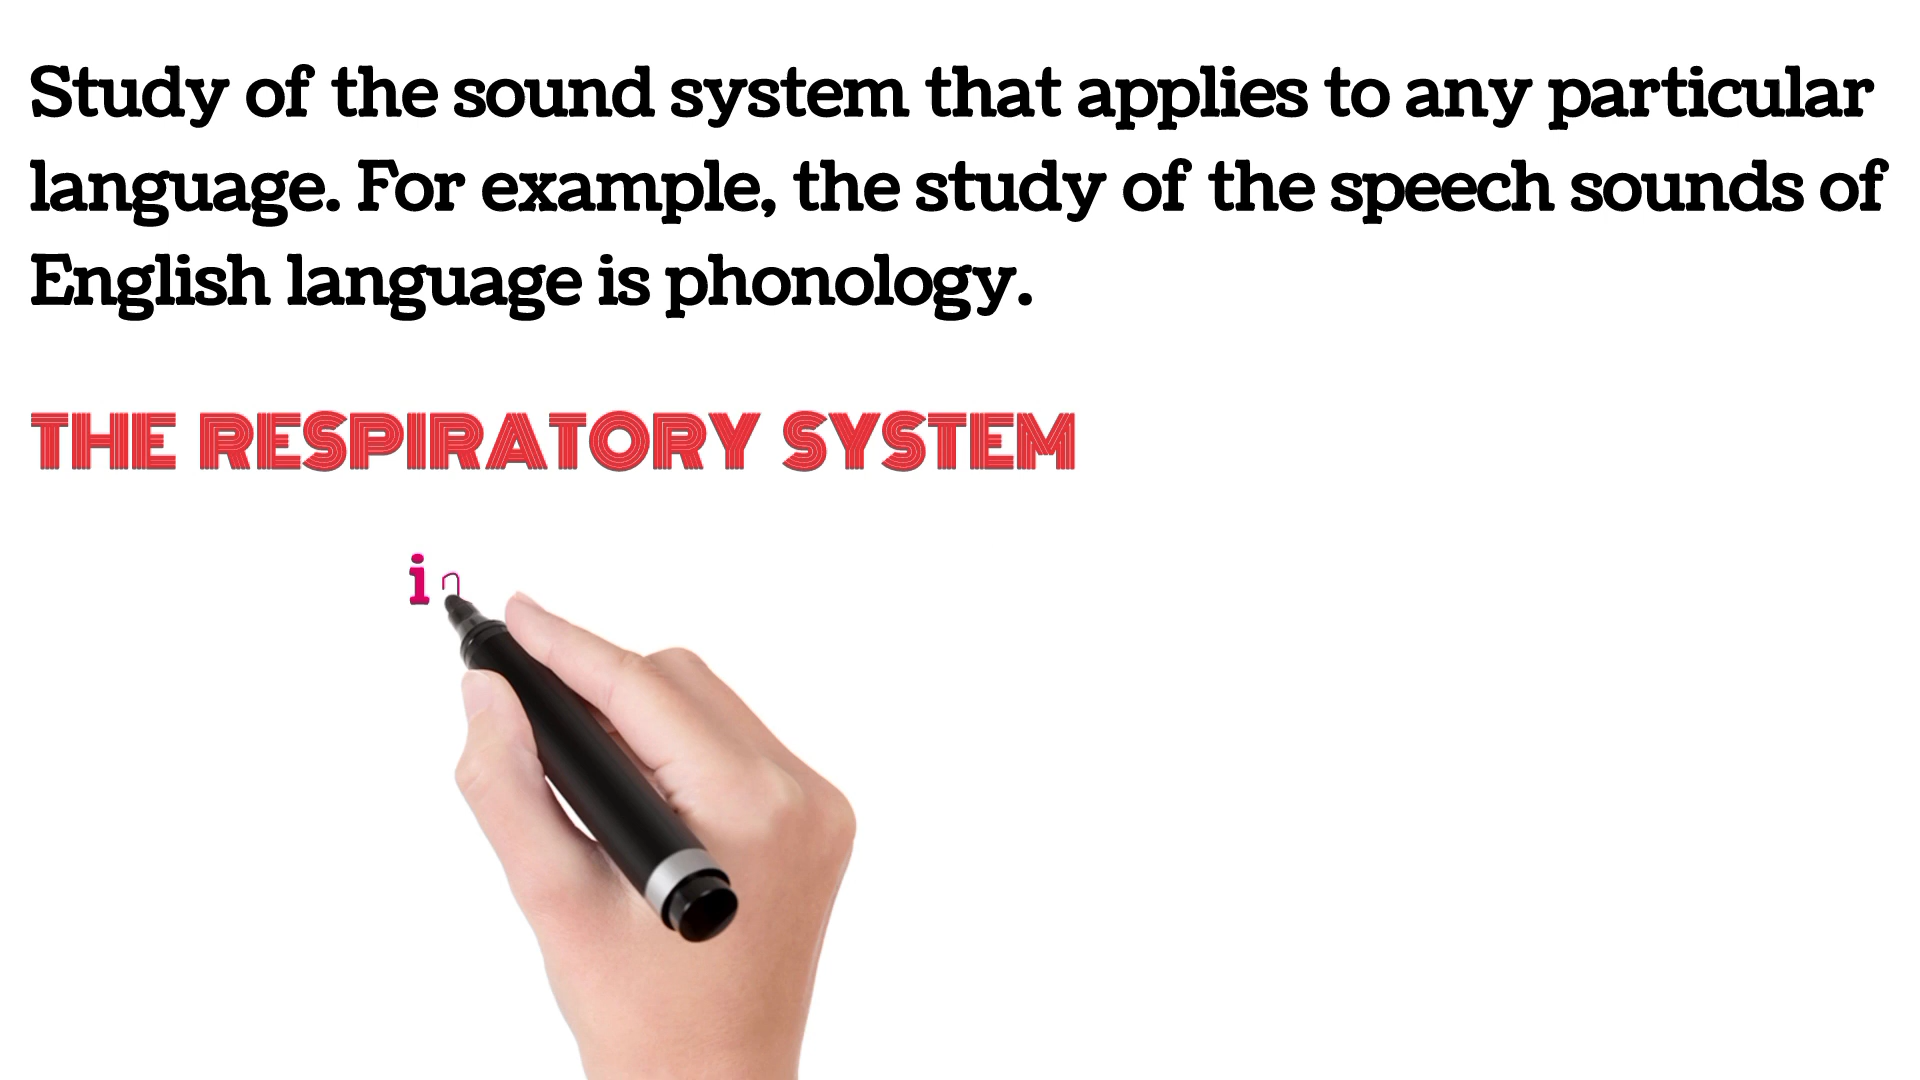 Study of the sound system that applies to any particular
language. For example, the study of the speech sounds of
English language is phonology.
THE RESPIRATORY SYSTEM
i